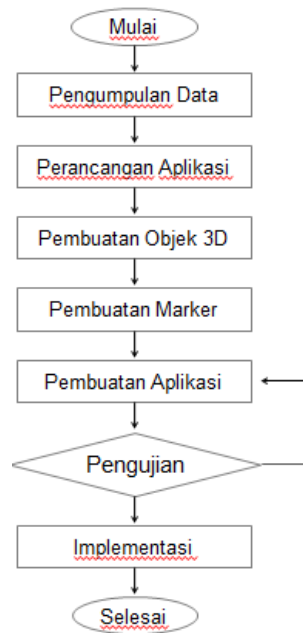 Mulai
Pengumpulan Data
Perancangan Aplikasi
Pembuatan Objek 3D
Pembuatan Marker
Pembuatan Aplikasi
Pengujian
Implementasi
Selesai